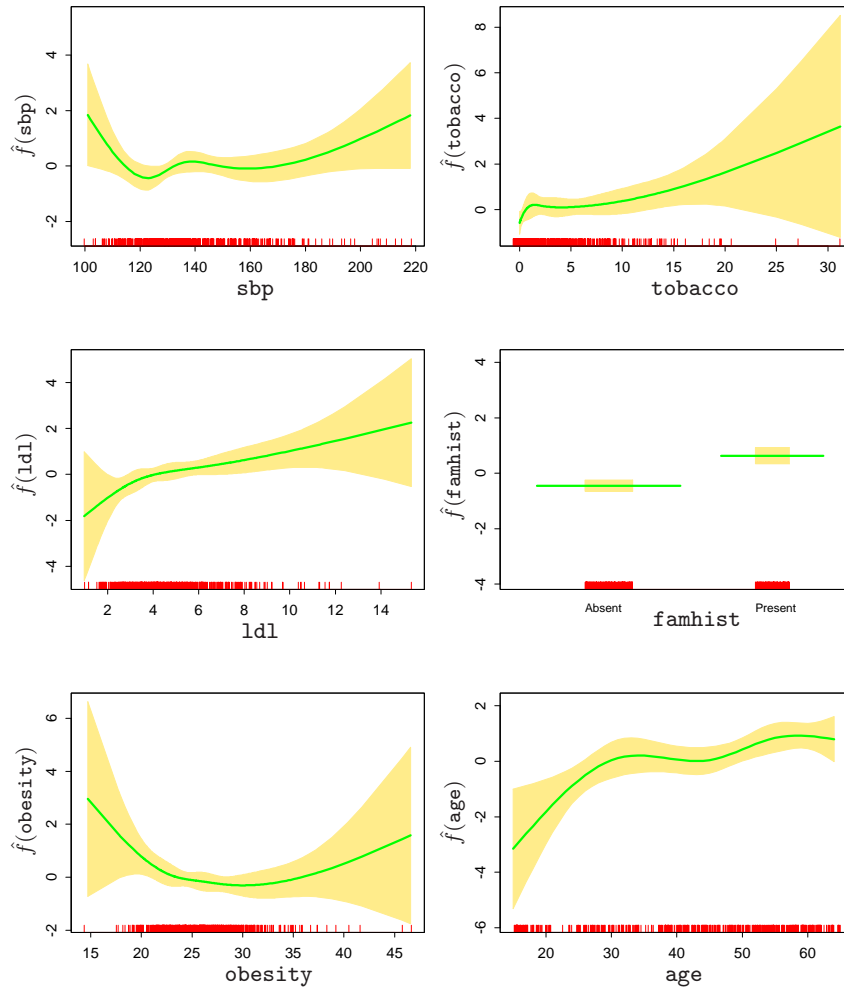 f̂(sbp)
-2 0 2 4
100 120 140 160 180 200 220
sbp
f̂(tobacco)
0 2 4 6 8
0 5 10 15 20 25 30
tobacco
f̂(ldl)
-4 -2 0 2 4
2 4 6 8 10 12 14
ldl
f̂(famhist)
-4 -2 0 2 4
Absent Present
famhist
f̂(obesity)
-2 0 2 4 6
15 20 25 30 35 40 45
obesity
f̂(age)
-6 -4 -2 0 2
20 30 40 50 60
age